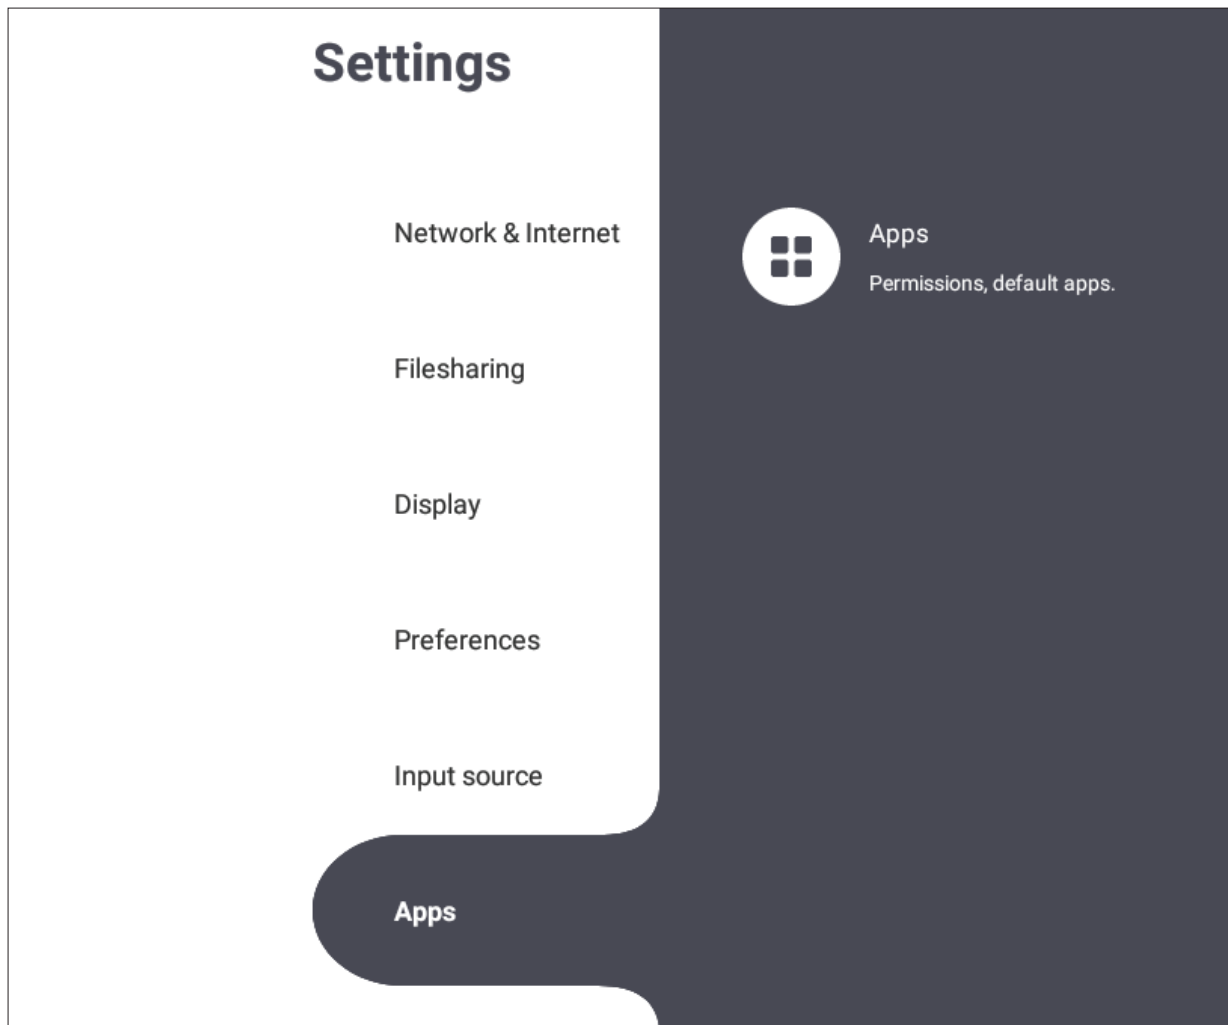 Settings
Network & Internet
Filesharing
Display
Preferences
Input source
Apps
Apps
Permissions, default apps.